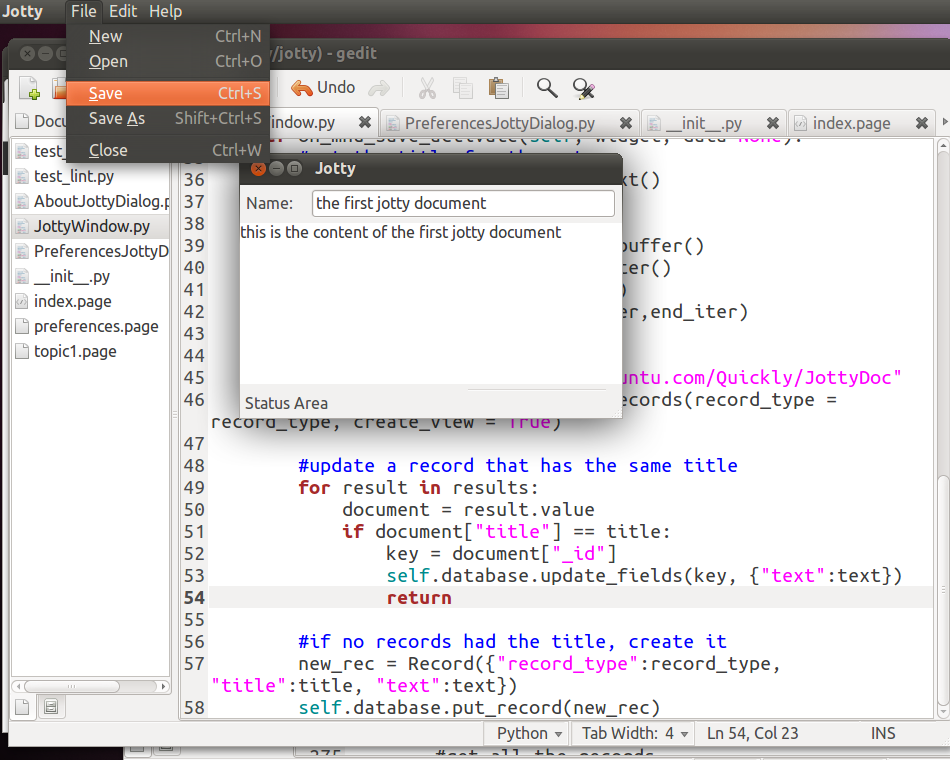 Jotty File Edit Help
New Ctrl+N
Open Ctrl+O
Save Ctrl+S
Save As Shift+Ctrl+S
Close Ctrl+W
/jotty) - gedit
Undo
Docu
indow.py PreferencesJottyDialog.py __init__.py index.page
test_
test_lint.py
AboutJottyDialog.p
JottyWindow.py
PreferencesJottyD
__init__.py
index.page
preferences.page
topic1.page
Jotty
Name: the first jotty document
this is the content of the first jotty document
Status Area
36 xt()
37
38
39 buffer()
40 ter()
41 )
42 er,end_iter)
43
44
45 untu.com/Quickly/JottyDoc"
46 ecords(record_type =
record_type, create_view = True)
47
48 #update a record that has the same title
49 for result in results:
50 document = result.value
51 if document["title"] == title:
52 key = document["_id"]
53 self.database.update_fields(key, {"text":text})
54 return
55
56 #if no records had the title, create it
57 new_rec = Record({"record_type":record_type,
"title":title, "text":text})
58 self.database.put_record(new_rec)
Python Tab Width: 4 Ln 54, Col 23 INS
275 #get all the records